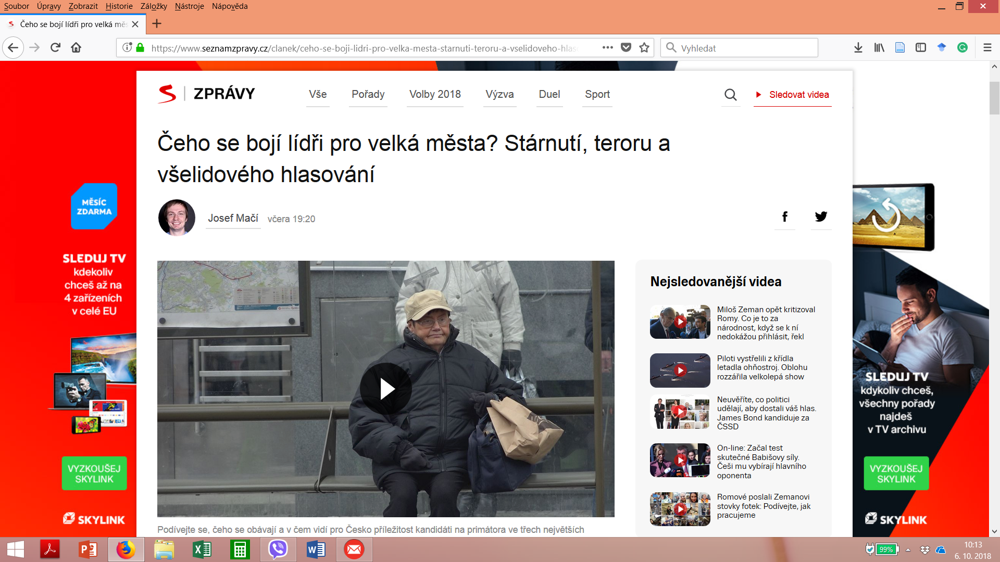 Soubor Úpravy Zobrazit Historie Záložky Nástroje Nápověda
Čeho se bojí lídři pro velká měs
https://www.seznamzpravy.cz/clanek/ceho-se-boji-lidri-pro-velka-mesta-starnuti-teroru-a-vselidoveho-hlas
Vyhledat
ZPRÁVY
Vše Pořady Volby 2018 Výzva Duel Sport
Sledovat videa
Čeho se bojí lídři pro velká města? Stárnutí, teroru a
všelidového hlasování
Josef Mačí včera 19:20
MĚSÍC
ZDARMA
SLEDUJ TV
kdekoliv
chceš až na
4 zařízeních
v celé EU
VYZKOUŠEJ
SKYLINK
SKYLINK
Podívejte se, čeho se obávají a v čem vidí pro Česko příležitost kandidáti na primátora ve třech největších
Nejsledovanější videa
Miloš Zeman opět kritizoval
Romy. Co je to za
národnost, když se k ní
nedokážou přihlásit, řekl
Piloti vystřelili z křídla
letadla ohňostroj. Oblohu
rozzářila velkolepá show
Neuvěříte, co politici
udělají, aby dostali váš hlas.
James Bond kandiduje za
ČSSD
On-line: Začal test
skutečné Babišovy síly.
Češi mu vybírají hlavního
oponenta
Romové poslali Zemanovi
stovky fotek: Podívejte, jak
pracujeme
SLEDUJ TV
kdykoliv chceš,
všechny pořady
najdeš
v TV archivu
VYZKOUŠEJ
SKYLINK
SKYLINK
99%
10:13
6. 10. 2018